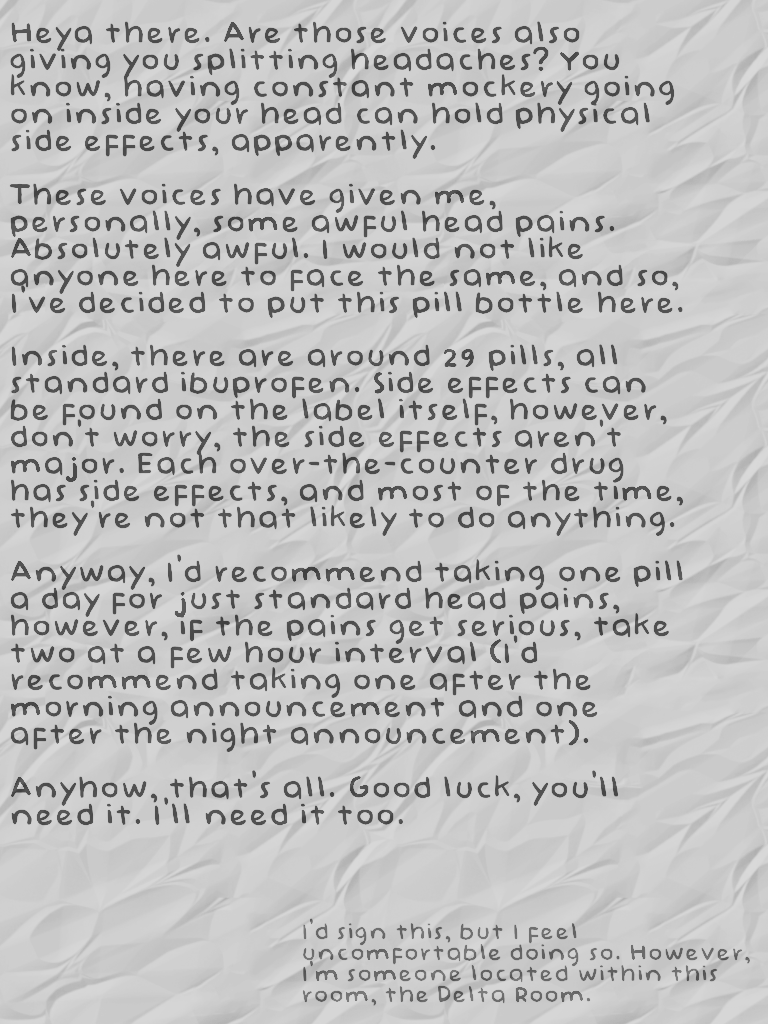 Heya there. Are those voices also
giving you splitting headaches? You
know, having constant mockery going
on inside your head can hold physical
side effects, apparently.
These voices have given me,
personally, some awful head pains.
Absolutely awful. I would not like
anyone here to face the same, and so,
I've decided to put this pill bottle here.
Inside, there are around 29 pills, all
standard ibuprofen. Side effects can
be found on the label itself, however,
don't worry, the side effects aren't
major. Each over-the-counter drug
has side effects, and most of the time,
they're not that likely to do anything.
Anyway, I'd recommend taking one pill
a day for just standard head pains,
however, if the pains get serious, take
two at a few hour interval (I'd
recommend taking one after the
morning announcement and one
after the night announcement).
Anyhow, that's all. Good luck, you'll
need it. I'll need it too.
I'd sign this, but I feel
uncomfortable doing so. However,
I'm someone located within this
room, the Delta Room.